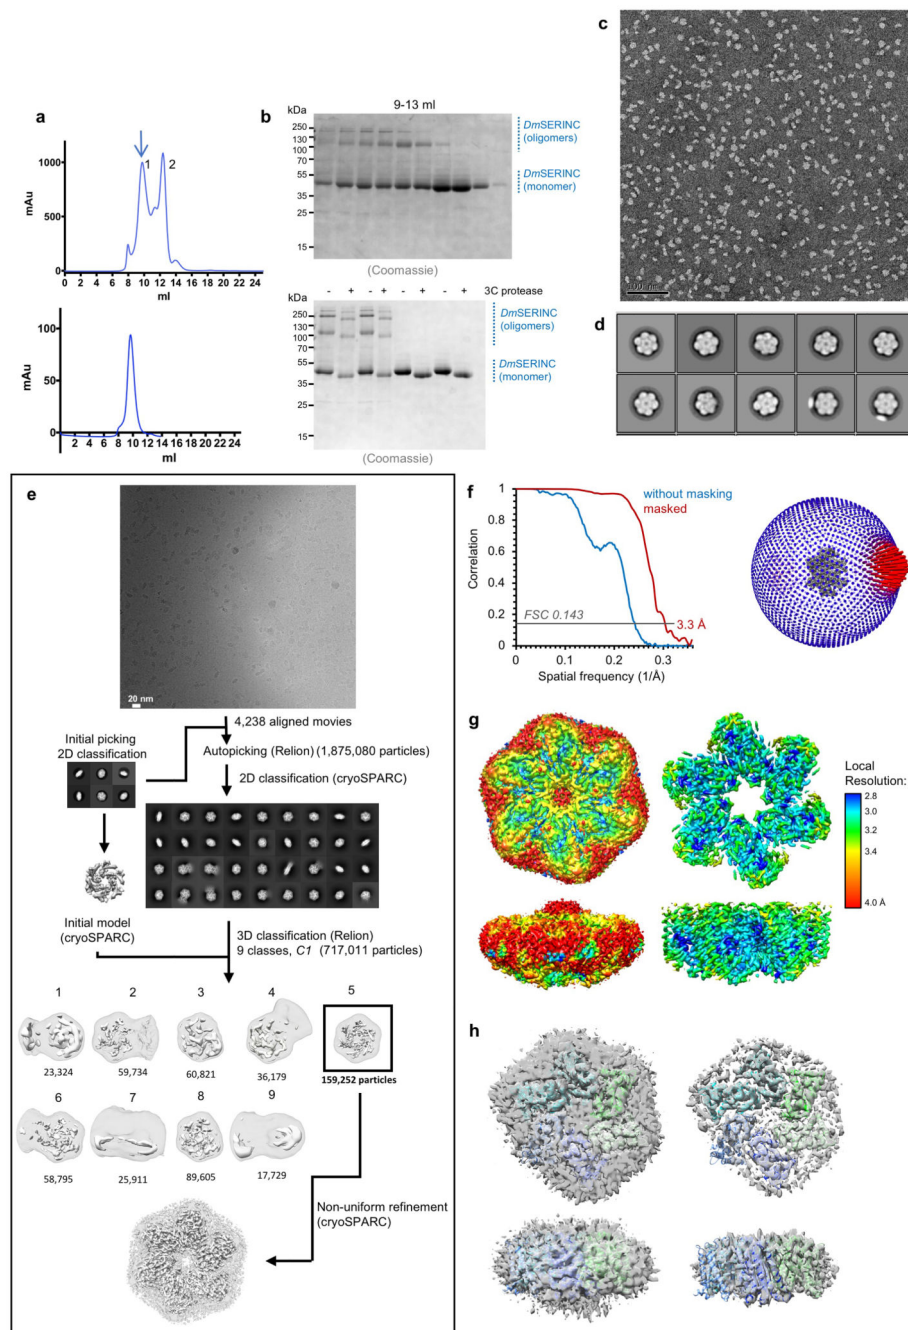 a
1
2
1000
500
0
mAu
0 2 4 6 8 10 12 14 16 18 20 22 24
ml
100
50
0
mAu
0 2 4 6 8 10 12 14 16 18 20 22 24
ml
b
9-13 ml
kDa
250
130
100
70
55
35
25
15
DmSERINC
(oligomers)
DmSERINC
(monomer)
(Coomassie)
kDa
- + - + - + - + 3C protease
250
130
100
70
55
35
25
15
DmSERINC
(oligomers)
DmSERINC
(monomer)
(Coomassie)
c
100 nm
d
e
20 nm
4,238 aligned movies
Initial picking
2D classification
Autopicking (Relion) (1,875,080 particles)
2D classification (cryoSPARC)
Initial model
(cryoSPARC)
3D classification (Relion)
9 classes, C1 (717,011 particles)
1 2 3 4 5
23,324 59,734 60,821 36,179 159,252 particles
6 7 8 9
58,795 25,911 89,605 17,729
Non-uniform refinement
(cryoSPARC)
f
1
0.8
0.6
0.4
0.2
0
Correlation
without masking
masked
FSC 0.143
3.3 Å
0 0.1 0.2 0.3
Spatial frequency (1/Å)
g
Local
Resolution:
2.8
3.0
3.2
3.4
4.0 Å
h